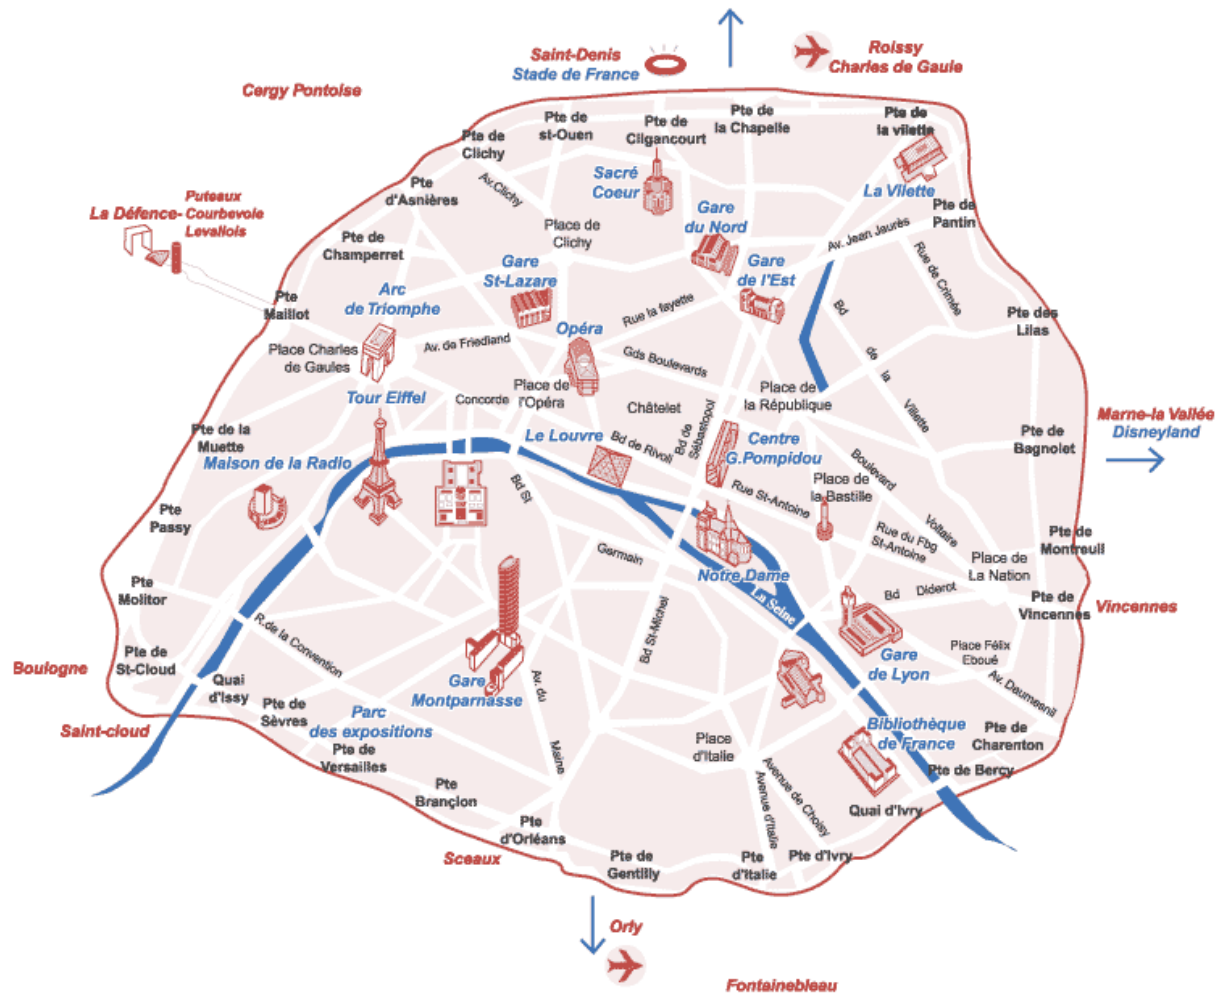 Saint-Denis
Stade de France
Roissy
Charles de Gaule
Cergy Pontoise
Pte de
st-Ouen
Pte de
Cilgancourt
Pte de
la Chapelle
Pte de
la vilette
Pte de
Clichy
Sacré
Coeur
La Vilette
Pte
d'Asnières
Av.Clichy
Puteaux
La Défence-
Courbevoie
Levallois
Gare
du Nord
Pte de
Pantin
Place de
Clichy
Av. Jean Jaurès
Pte de
Champerret
Rue de Crimée
Gare
St-Lazare
Gare
de l'Est
Arc
de Triomphe
Pte
Maillot
Rue la fayette
Bd
de
la
Villette
Pte des
Lilas
Opéra
Av. de Friedland
Place Charles
de Gaules
Gds Boulevards
Tour Eiffel
Concorde
Place de
l'Opéra
Châtelet
Place de
la République
Bd de
Sébastopol
Marne-la Vallée
Disneyland
Pte de la
Muette
Le Louvre
Bd de Rivoli
Centre
G.Pompidou
Pte de
Bagnolet
Maison de la Radio
Boulevard
Voltaire
Bd St
Germain
Rue St-Antoine
Place de
la Bastille
Pte
Passy
Rue du Fbg
St-Antoine
Pte de
Montreuil
Place de
La Nation
Notre Dame
La Seine
Pte
Molitor
Bd
Diderot
Pte de
Vincennes
Vincennes
R.de la Convention
Bd St-Michel
Pte de
St-Cloud
Boulogne
Place Félix
Eboué
Gare
de Lyon
Quai
d'Issy
Gare
Montparnasse
Av. du
Maine
Av. Daumesnil
Pte de
Sèvres
Parc
des expositions
Saint-cloud
Bibliothèque
de France
Pte de
Charenton
Place
d'Italie
Pte de
Versailles
Pte de Bercy
Avenue de Choisy
Avenue d'Italie
Pte
Brançion
Quai d'Ivry
Pte
d'Orléans
Sceaux
Pte de
Gentilly
Pte
d'Italie
Pte d'Ivry
Orly
Fontainebleau